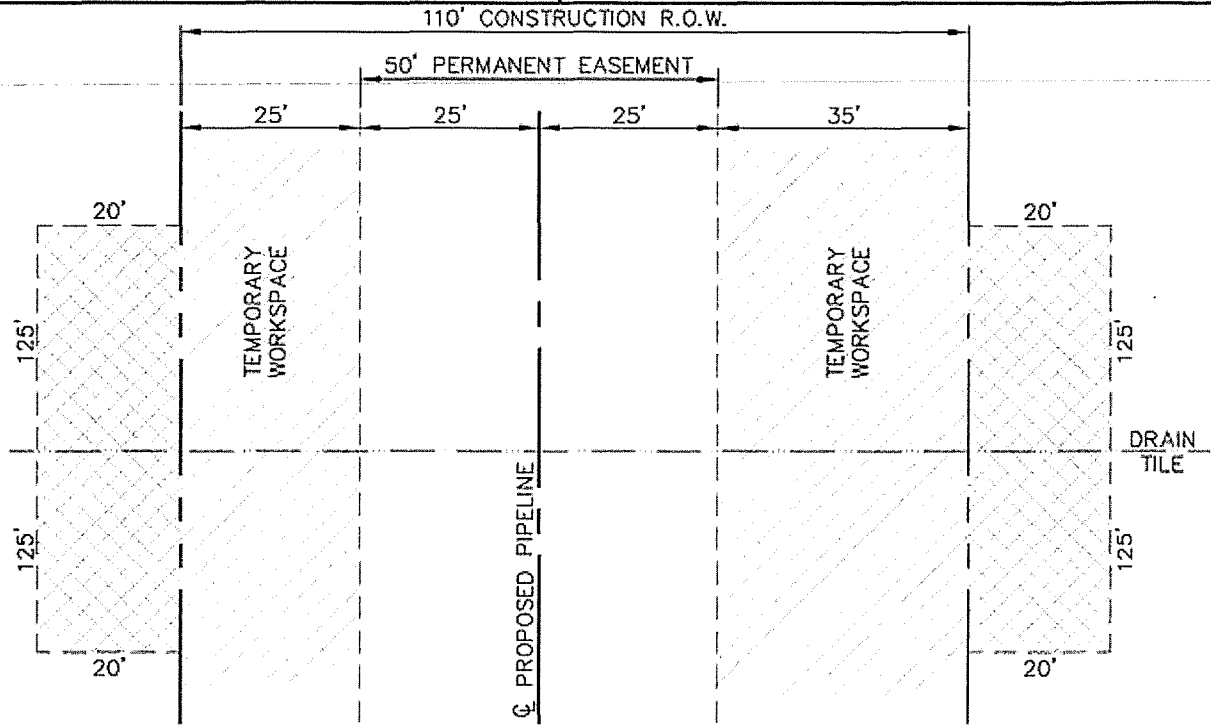 110' CONSTRUCTION R.O.W.
50' PERMANENT EASEMENT
25'
25'
25'
35'
20'
20'
TEMPORARY
WORKSPACE
TEMPORARY
WORKSPACE
125'
125'
DRAIN
TILE
℄ PROPOSED PIPELINE
125'
125'
20'
20'